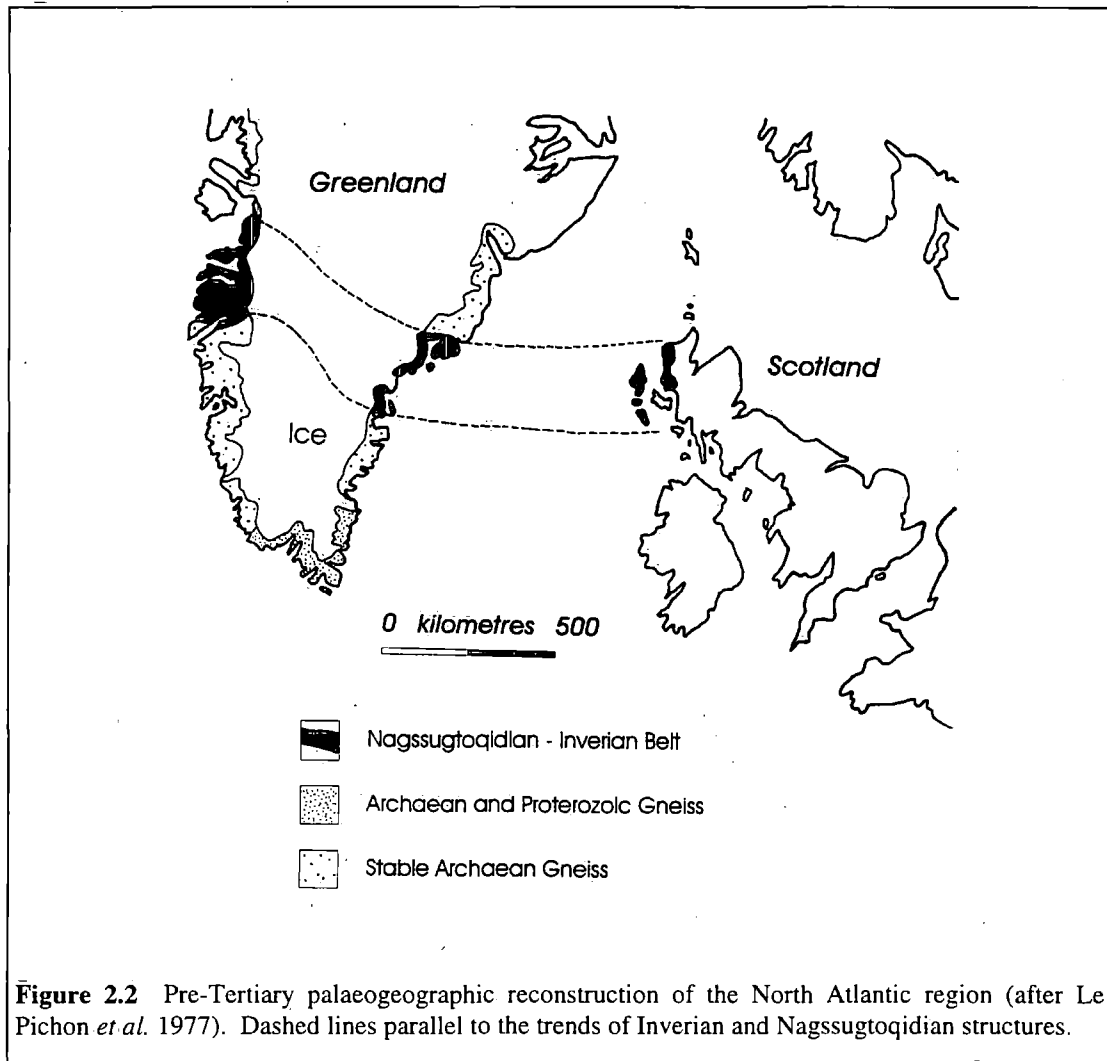 Greenland
Scotland
Ice
0 kilometres 500
Nagssugtoqidian - Inverian Belt
Archaean and Proterozoic Gneiss
Stable Archaean Gneiss
Figure 2.2 Pre-Tertiary palaeogeographic reconstruction of the North Atlantic region (after Le
Pichon et al. 1977). Dashed lines parallel to the trends of Inverian and Nagssugtoqidian structures.